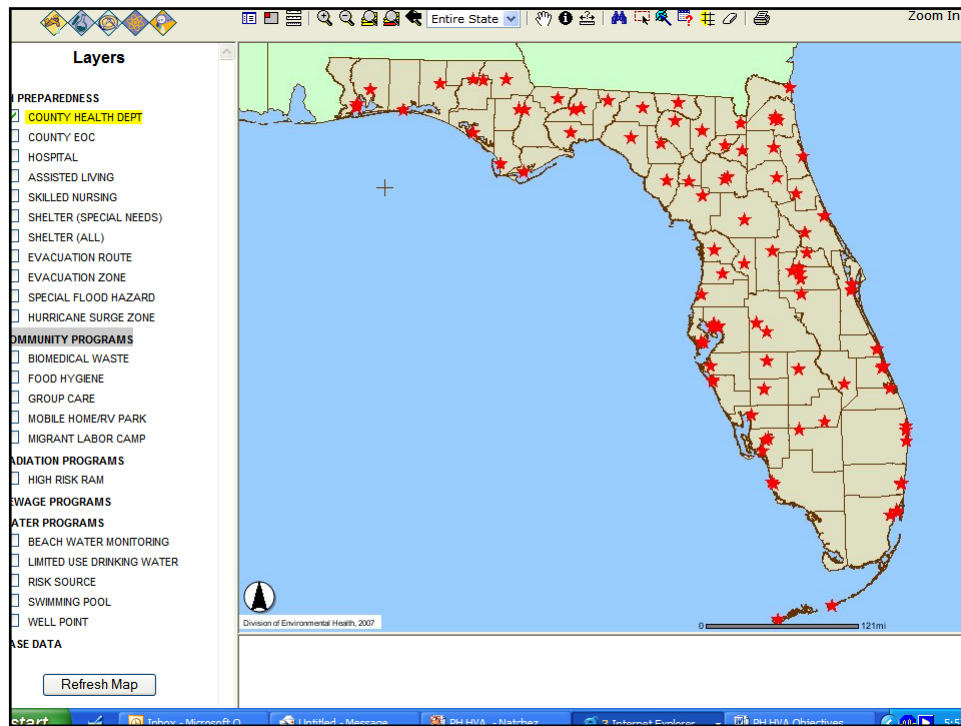 Entire State
Zoom In
Layers
PREPAREDNESS
COUNTY HEALTH DEPT
COUNTY EOC
HOSPITAL
ASSISTED LIVING
SKILLED NURSING
SHELTER (SPECIAL NEEDS)
SHELTER (ALL)
EVACUATION ROUTE
EVACUATION ZONE
SPECIAL FLOOD HAZARD
HURRICANE SURGE ZONE
OMMUNITY PROGRAMS
BIOMEDICAL WASTE
FOOD HYGIENE
GROUP CARE
MOBILE HOME/RV PARK
MIGRANT LABOR CAMP
ADIATION PROGRAMS
HIGH RISK RAM
EWAGE PROGRAMS
ATER PROGRAMS
BEACH WATER MONITORING
LIMITED USE DRINKING WATER
RISK SOURCE
SWIMMING POOL
WELL POINT
ASE DATA
Refresh Map
Division of Environmental Health, 2007
0 121mi
start
Inbox - Microsoft O
Untitled - Message
PH HVA - Natchez
3 Internet Explorer
PH HVA Objectives
5:5